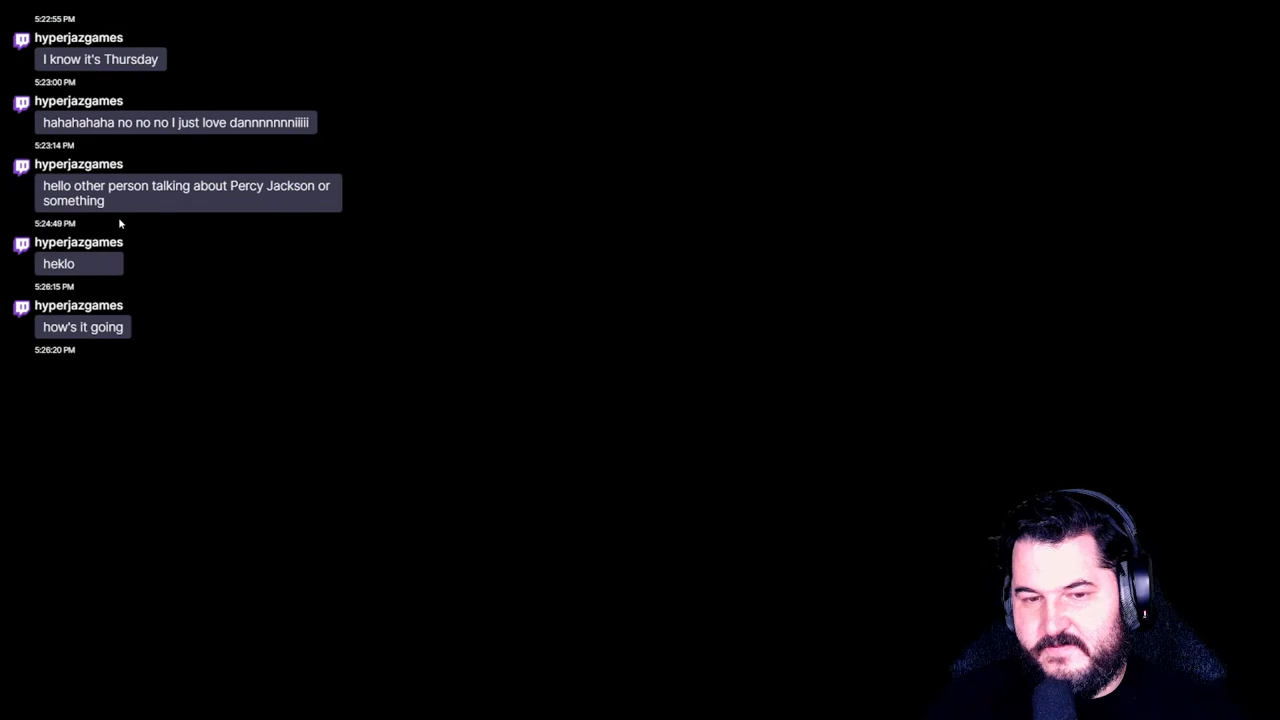 5:22:55 PM
hyperjazgames
I know it's Thursday
5:23:00 PM
hyperjazgames
hahahahaha no no no I just love dannnnnnniiiii
5:23:14 PM
hyperjazgames
hello other person talking about Percy Jackson or
something
5:24:49 PM
hyperjazgames
heklo
5:26:15 PM
hyperjazgames
how's it going
5:26:20 PM